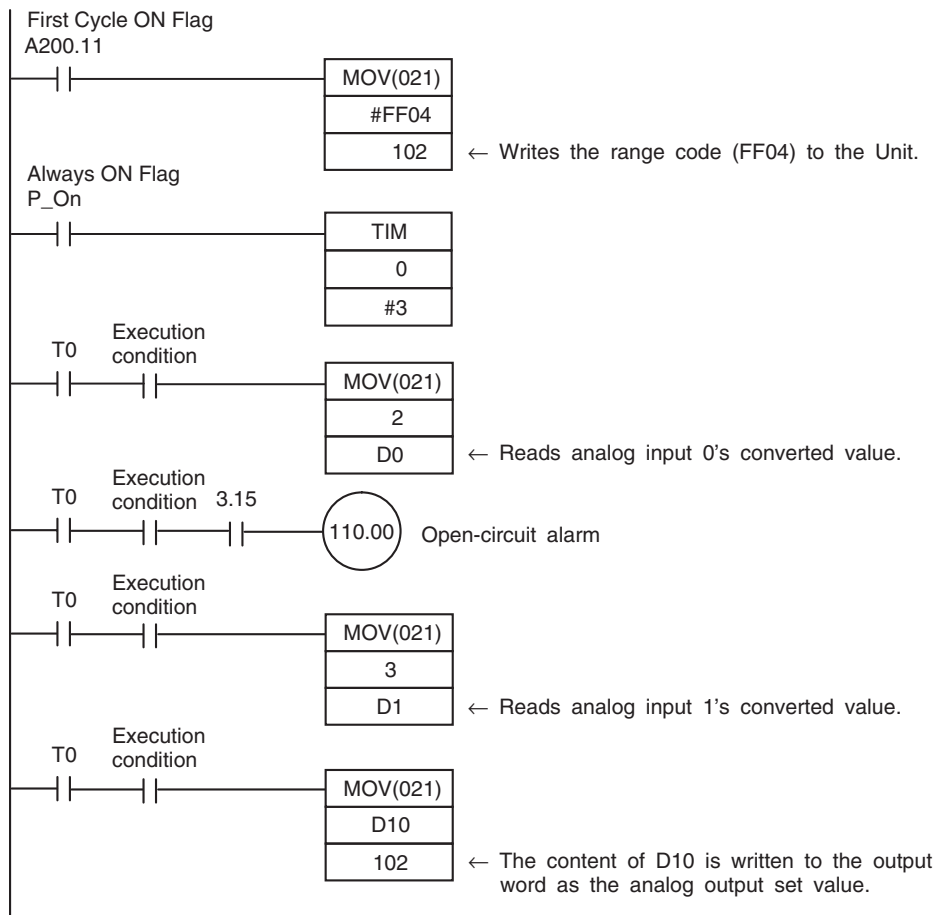 First Cycle ON Flag
A200.11
MOV(021)
#FF04
102
← Writes the range code (FF04) to the Unit.
Always ON Flag
P_On
TIM
0
#3
T0
Execution
condition
MOV(021)
2
D0
← Reads analog input 0's converted value.
T0
Execution
condition
3.15
110.00
Open-circuit alarm
T0
Execution
condition
MOV(021)
3
D1
← Reads analog input 1's converted value.
T0
Execution
condition
MOV(021)
D10
102
← The content of D10 is written to the output
word as the analog output set value.